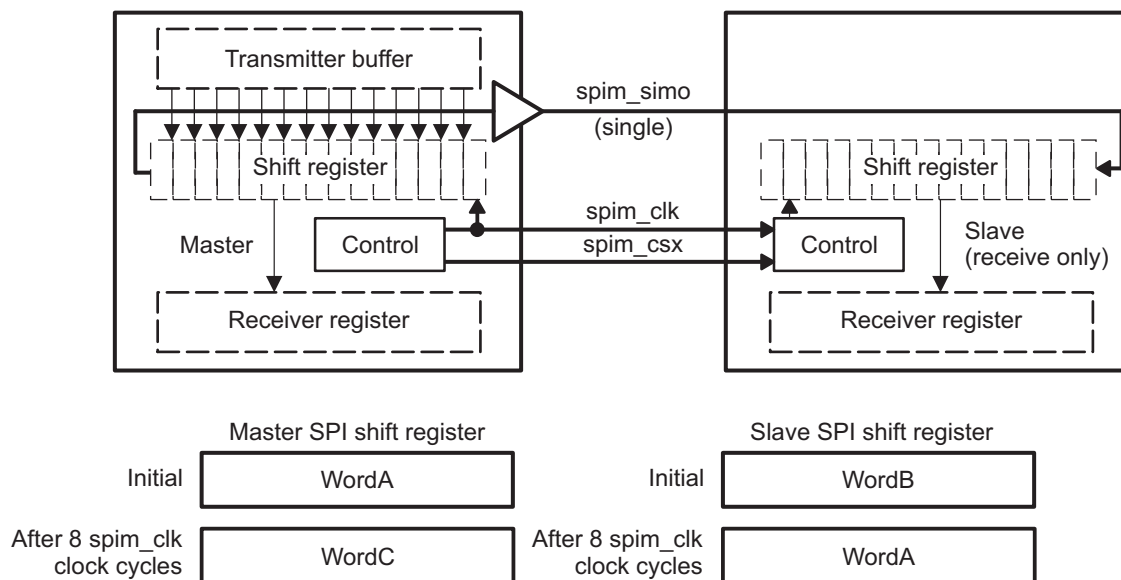 Transmitter buffer
spim_simo
(single)
Shift register
Shift register
spim_clk
Master
Control
spim_csx
Control
Slave
(receive only)
Receiver register
Receiver register
Master SPI shift register
Slave SPI shift register
Initial
WordA
Initial
WordB
After 8 spim_clk
clock cycles
WordC
After 8 spim_clk
clock cycles
WordA